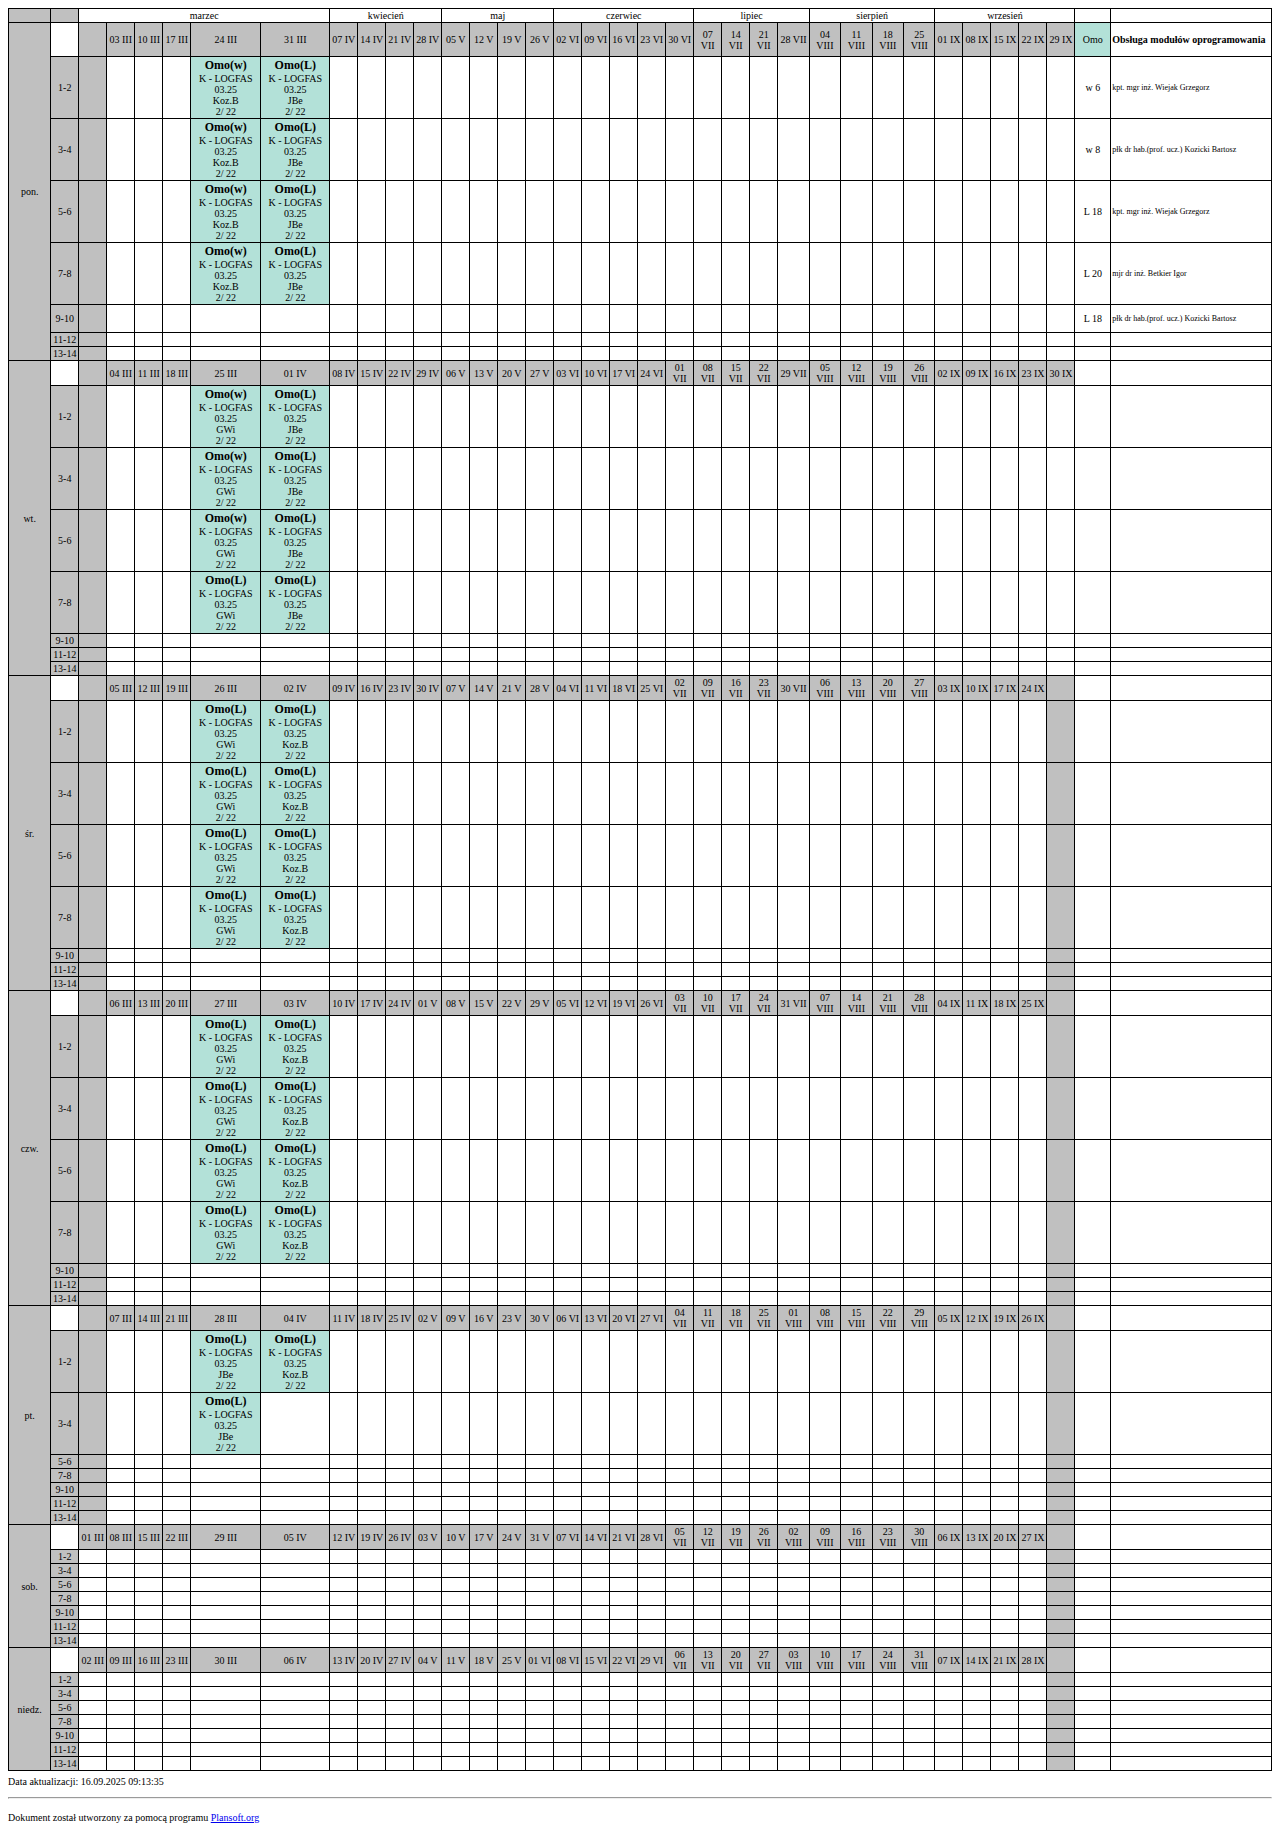 marzec kwiecień maj czerwiec lipiec sierpień wrzesień
pon. 03 III 10 III 17 III 24 III 31 III 07 IV 14 IV 21 IV 28 IV 05 V 12 V 19 V 26 V 02 VI 09 VI 16 VI 23 VI 30 VI 07 VII 14 VII 21 VII 28 VII 04 VIII 11 VIII 18 VIII 25 VIII 01 IX 08 IX 15 IX 22 IX 29 IX Omo Obsługa modułów oprogramowania
1-2 Omo(w) K - LOGFAS 03.25 Koz.B 2/ 22 Omo(L) K - LOGFAS 03.25 JBe 2/ 22 w 6 kpt. mgr inż. Wiejak Grzegorz
3-4 Omo(w) K - LOGFAS 03.25 Koz.B 2/ 22 Omo(L) K - LOGFAS 03.25 JBe 2/ 22 w 8 płk dr hab.(prof. ucz.) Kozicki Bartosz
5-6 Omo(w) K - LOGFAS 03.25 Koz.B 2/ 22 Omo(L) K - LOGFAS 03.25 JBe 2/ 22 L 18 kpt. mgr inż. Wiejak Grzegorz
7-8 Omo(w) K - LOGFAS 03.25 Koz.B 2/ 22 Omo(L) K - LOGFAS 03.25 JBe 2/ 22 L 20 mjr dr inż. Betkier Igor
9-10 L 18 płk dr hab.(prof. ucz.) Kozicki Bartosz
11-12
13-14
wt. 04 III 11 III 18 III 25 III 01 IV 08 IV 15 IV 22 IV 29 IV 06 V 13 V 20 V 27 V 03 VI 10 VI 17 VI 24 VI 01 VII 08 VII 15 VII 22 VII 29 VII 05 VIII 12 VIII 19 VIII 26 VIII 02 IX 09 IX 16 IX 23 IX 30 IX
1-2 Omo(w) K - LOGFAS 03.25 GWi 2/ 22 Omo(L) K - LOGFAS 03.25 JBe 2/ 22
3-4 Omo(w) K - LOGFAS 03.25 GWi 2/ 22 Omo(L) K - LOGFAS 03.25 JBe 2/ 22
5-6 Omo(w) K - LOGFAS 03.25 GWi 2/ 22 Omo(L) K - LOGFAS 03.25 JBe 2/ 22
7-8 Omo(L) K - LOGFAS 03.25 GWi 2/ 22 Omo(L) K - LOGFAS 03.25 JBe 2/ 22
9-10
11-12
13-14
śr. 05 III 12 III 19 III 26 III 02 IV 09 IV 16 IV 23 IV 30 IV 07 V 14 V 21 V 28 V 04 VI 11 VI 18 VI 25 VI 02 VII 09 VII 16 VII 23 VII 30 VII 06 VIII 13 VIII 20 VIII 27 VIII 03 IX 10 IX 17 IX 24 IX
1-2 Omo(L) K - LOGFAS 03.25 GWi 2/ 22 Omo(L) K - LOGFAS 03.25 Koz.B 2/ 22
3-4 Omo(L) K - LOGFAS 03.25 GWi 2/ 22 Omo(L) K - LOGFAS 03.25 Koz.B 2/ 22
5-6 Omo(L) K - LOGFAS 03.25 GWi 2/ 22 Omo(L) K - LOGFAS 03.25 Koz.B 2/ 22
7-8 Omo(L) K - LOGFAS 03.25 GWi 2/ 22 Omo(L) K - LOGFAS 03.25 Koz.B 2/ 22
9-10
11-12
13-14
czw. 06 III 13 III 20 III 27 III 03 IV 10 IV 17 IV 24 IV 01 V 08 V 15 V 22 V 29 V 05 VI 12 VI 19 VI 26 VI 03 VII 10 VII 17 VII 24 VII 31 VII 07 VIII 14 VIII 21 VIII 28 VIII 04 IX 11 IX 18 IX 25 IX
1-2 Omo(L) K - LOGFAS 03.25 GWi 2/ 22 Omo(L) K - LOGFAS 03.25 Koz.B 2/ 22
3-4 Omo(L) K - LOGFAS 03.25 GWi 2/ 22 Omo(L) K - LOGFAS 03.25 Koz.B 2/ 22
5-6 Omo(L) K - LOGFAS 03.25 GWi 2/ 22 Omo(L) K - LOGFAS 03.25 Koz.B 2/ 22
7-8 Omo(L) K - LOGFAS 03.25 GWi 2/ 22 Omo(L) K - LOGFAS 03.25 Koz.B 2/ 22
9-10
11-12
13-14
pt. 07 III 14 III 21 III 28 III 04 IV 11 IV 18 IV 25 IV 02 V 09 V 16 V 23 V 30 V 06 VI 13 VI 20 VI 27 VI 04 VII 11 VII 18 VII 25 VII 01 VIII 08 VIII 15 VIII 22 VIII 29 VIII 05 IX 12 IX 19 IX 26 IX
1-2 Omo(L) K - LOGFAS 03.25 JBe 2/ 22 Omo(L) K - LOGFAS 03.25 Koz.B 2/ 22
3-4 Omo(L) K - LOGFAS 03.25 JBe 2/ 22
5-6
7-8
9-10
11-12
13-14
sob. 01 III 08 III 15 III 22 III 29 III 05 IV 12 IV 19 IV 26 IV 03 V 10 V 17 V 24 V 31 V 07 VI 14 VI 21 VI 28 VI 05 VII 12 VII 19 VII 26 VII 02 VIII 09 VIII 16 VIII 23 VIII 30 VIII 06 IX 13 IX 20 IX 27 IX
1-2
3-4
5-6
7-8
9-10
11-12
13-14
niedz. 02 III 09 III 16 III 23 III 30 III 06 IV 13 IV 20 IV 27 IV 04 V 11 V 18 V 25 V 01 VI 08 VI 15 VI 22 VI 29 VI 06 VII 13 VII 20 VII 27 VII 03 VIII 10 VIII 17 VIII 24 VIII 31 VIII 07 IX 14 IX 21 IX 28 IX
1-2
3-4
5-6
7-8
9-10
11-12
13-14
Data aktualizacji: 16.09.2025 09:13:35
Dokument został utworzony za pomocą programu Plansoft.org